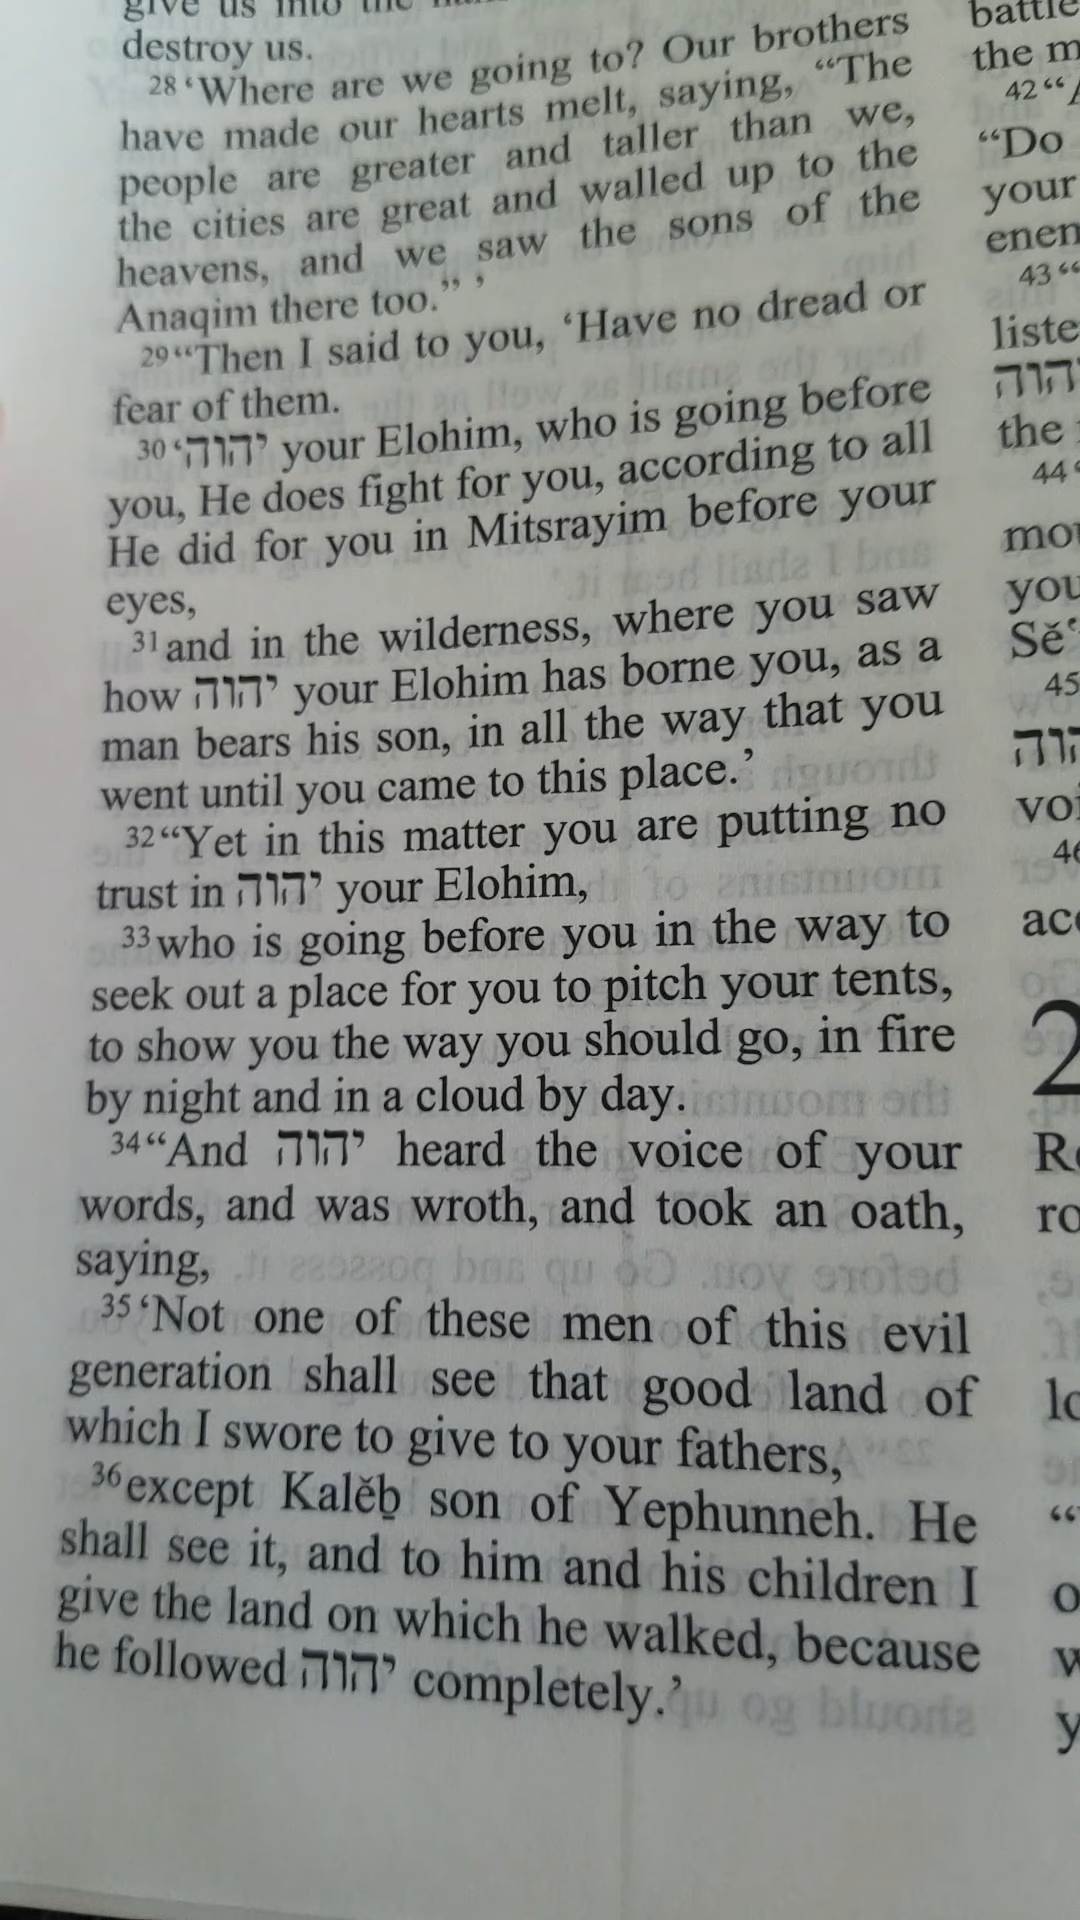 give us into the
destroy us.
28 ‘Where are we going to? Our brothers
have made our hearts melt, saying, “The
people are greater and taller than we,
the cities are great and walled up to the
heavens, and we saw the sons of the
Anaqim there too.” ’
29 “Then I said to you, ‘Have no dread or
fear of them.
30 ‘יהוה your Elohim, who is going before
you, He does fight for you, according to all
He did for you in Mitsrayim before your
eyes,
31 and in the wilderness, where you saw
how יהוה your Elohim has borne you, as a
man bears his son, in all the way that you
went until you came to this place.’
32 “Yet in this matter you are putting no
trust in יהוה your Elohim,
33 who is going before you in the way to
seek out a place for you to pitch your tents,
to show you the way you should go, in fire
by night and in a cloud by day.
34 “And יהוה heard the voice of your
words, and was wroth, and took an oath,
saying,
35 ‘Not one of these men of this evil
generation shall see that good land of
which I swore to give to your fathers,
36 except Kalĕḇ son of Yephunneh. He
shall see it, and to him and his children I
give the land on which he walked, because
he followed יהוה completely.’
battle
the
42 “
“Do
your
43 “
יהוה
the
44
45
2